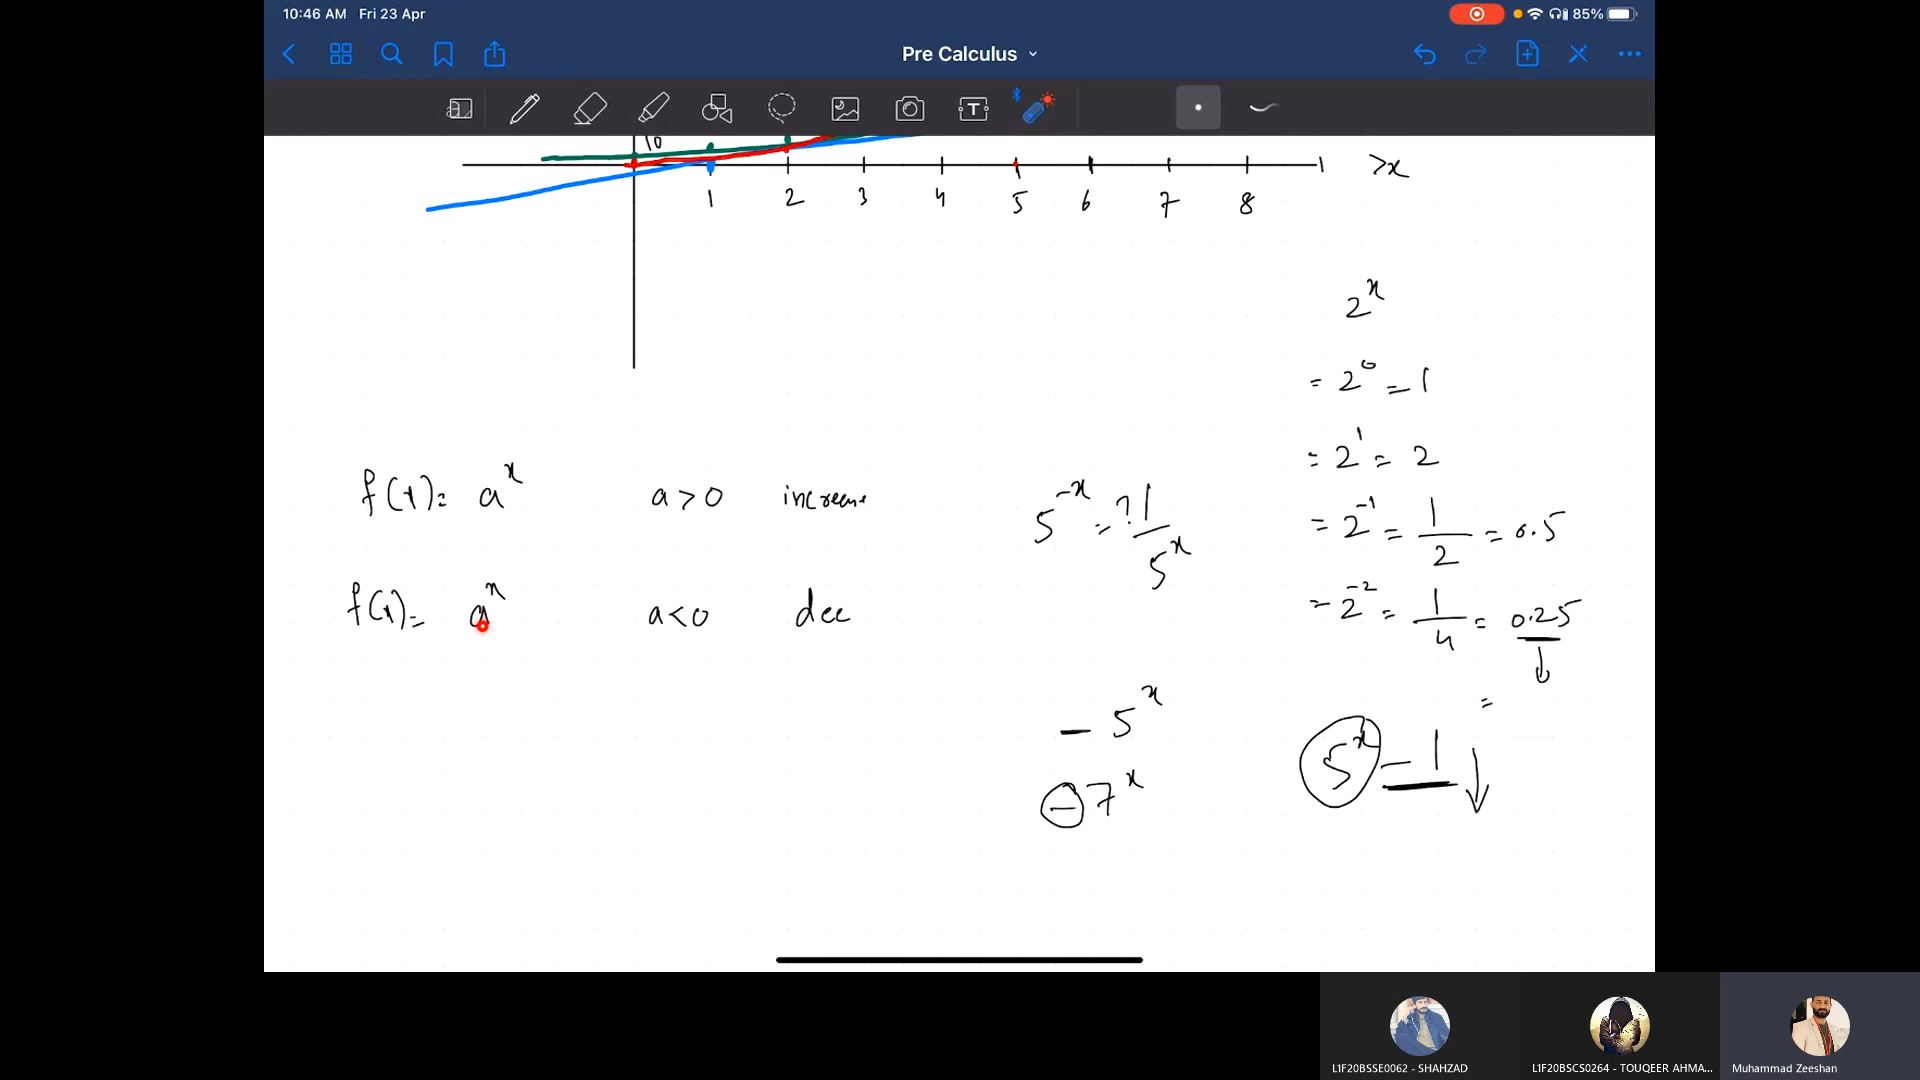 10:46 AM Fri 23 Apr
85%
Pre Calculus
T
10
>x
1 2 3 4 5 6 7 8
2^x
= 2^0 = 1
= 2^1 = 2
f(x)= a^x a>0 increase
5^-x = ? 1/5^x
= 2^-1 = 1/2 = 0.5
f(x)= a^x a<0 dec
= 2^-2 = 1/4 = 0.25
=
- 5^x
5^x - 1 ↓
- 7^x
L1F20BSSE0062 - SHAHZAD
L1F20BSCS0264 - TOUQEER AHMA...
Muhammad Zeeshan